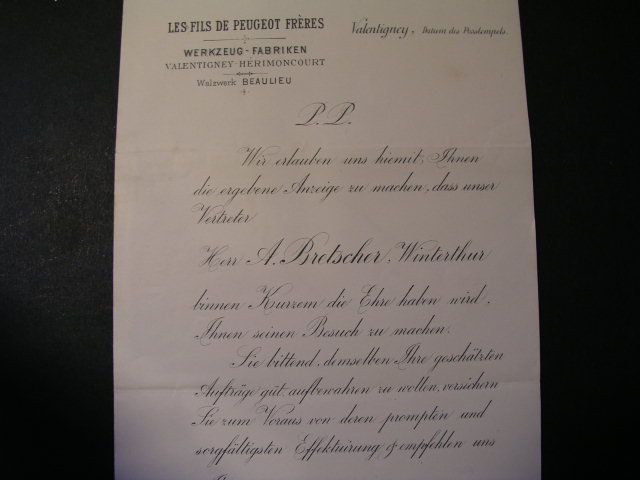 LES FILS DE PEUGEOT FRÈRES
Valentigney, Datum des Poststempels.
WERKZEUG-FABRIKEN
VALENTIGNEY-HÉRIMONCOURT
Walzwerk BEAULIEU
P. P.
Wir erlauben uns hiemit, Ihnen
die ergebene Anzeige zu machen, dass unser
Vertreter
Herr A. Bretscher, Winterthur
binnen Kurzem die Ehre haben wird,
Ihnen seinen Besuch zu machen.
Sie bittend, demselben Ihre geschätzten
Aufträge güt. aufbewahren zu wollen, versichern
Sie zum Voraus von deren prompten und
sorgfältigsten Effektuirung & empfehlen uns